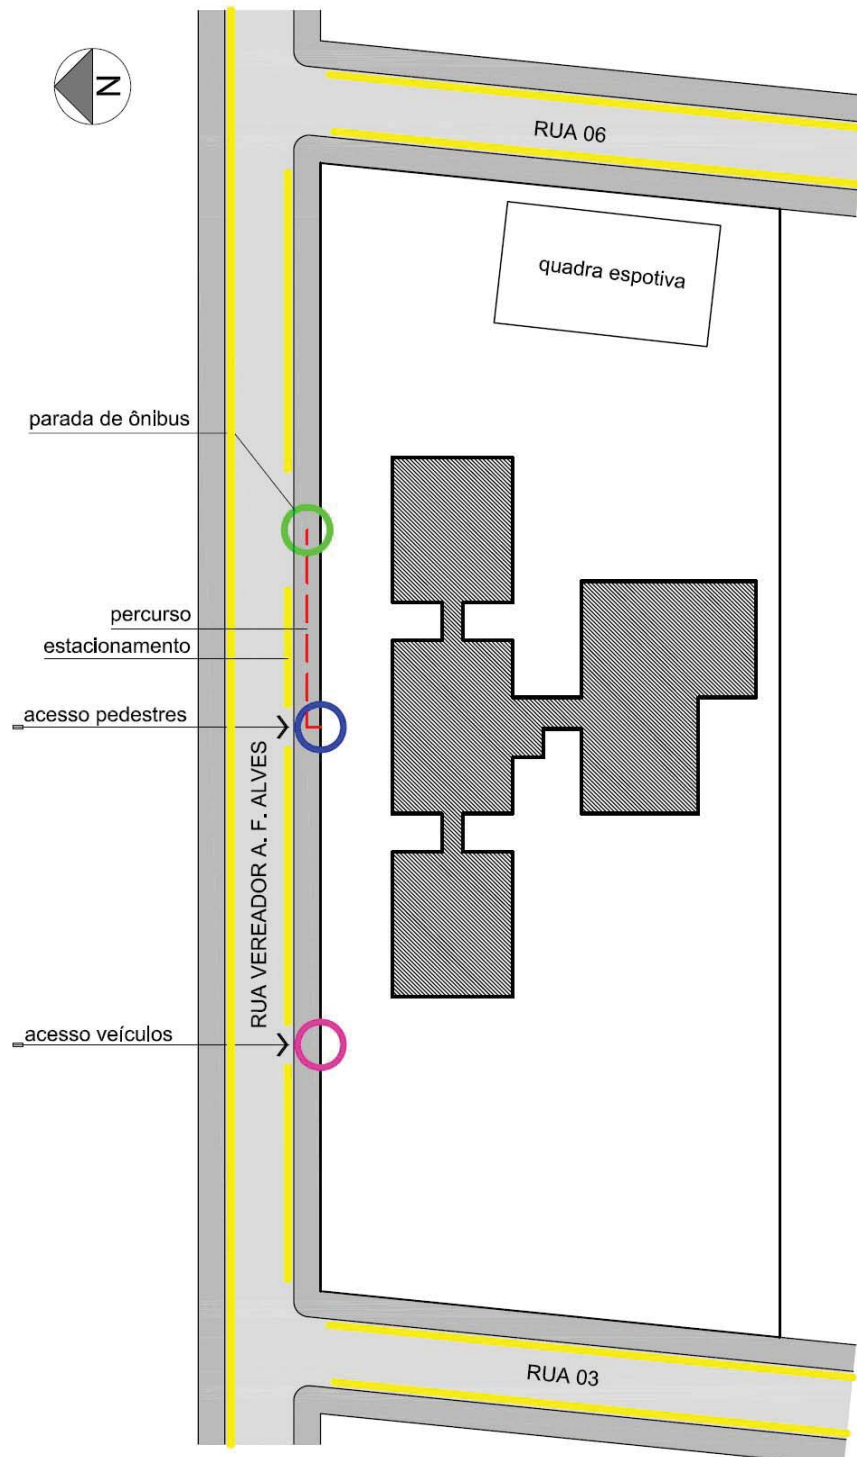 N
RUA 06
quadra espotiva
parada de ônibus
percurso
estacionamento
acesso pedestres
RUA VEREADOR A. F. ALVES
acesso veículos
RUA 03